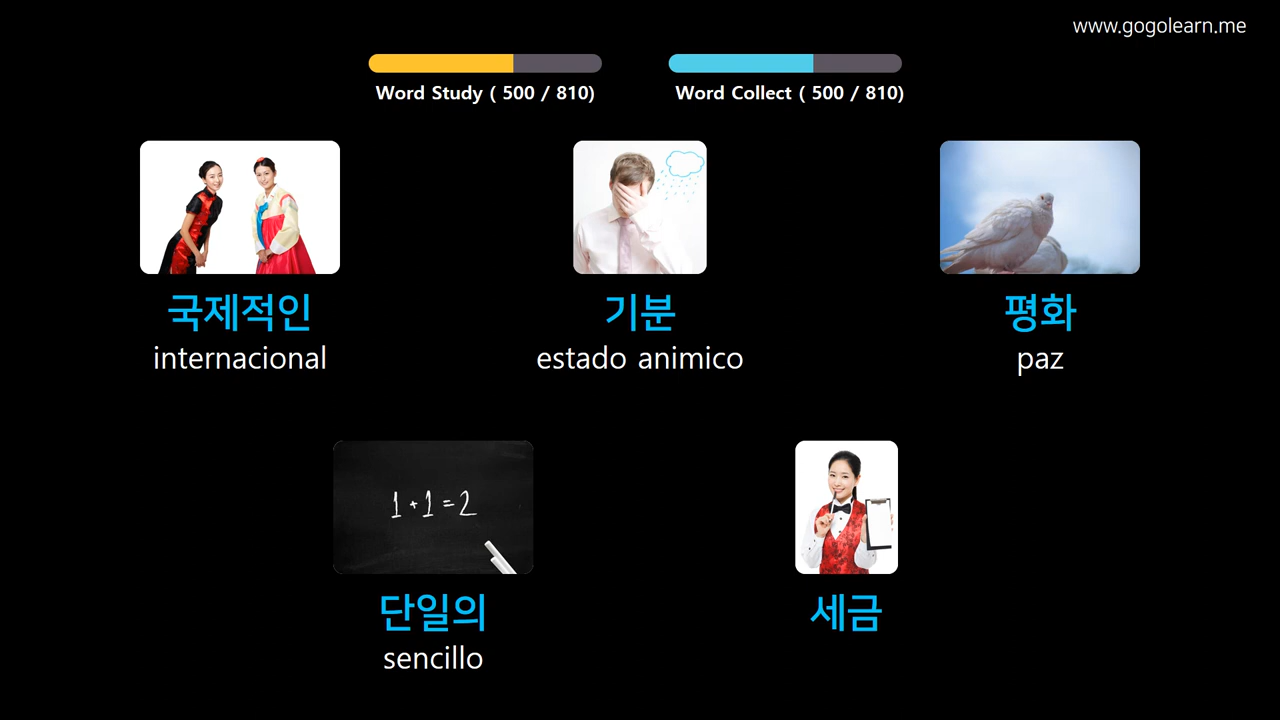 www.gogolearn.me
Word Study ( 500 / 810)
Word Collect ( 500 / 810)
국제적인
internacional
기분
estado animico
평화
paz
1 + 1 = 2
단일의
sencillo
세금